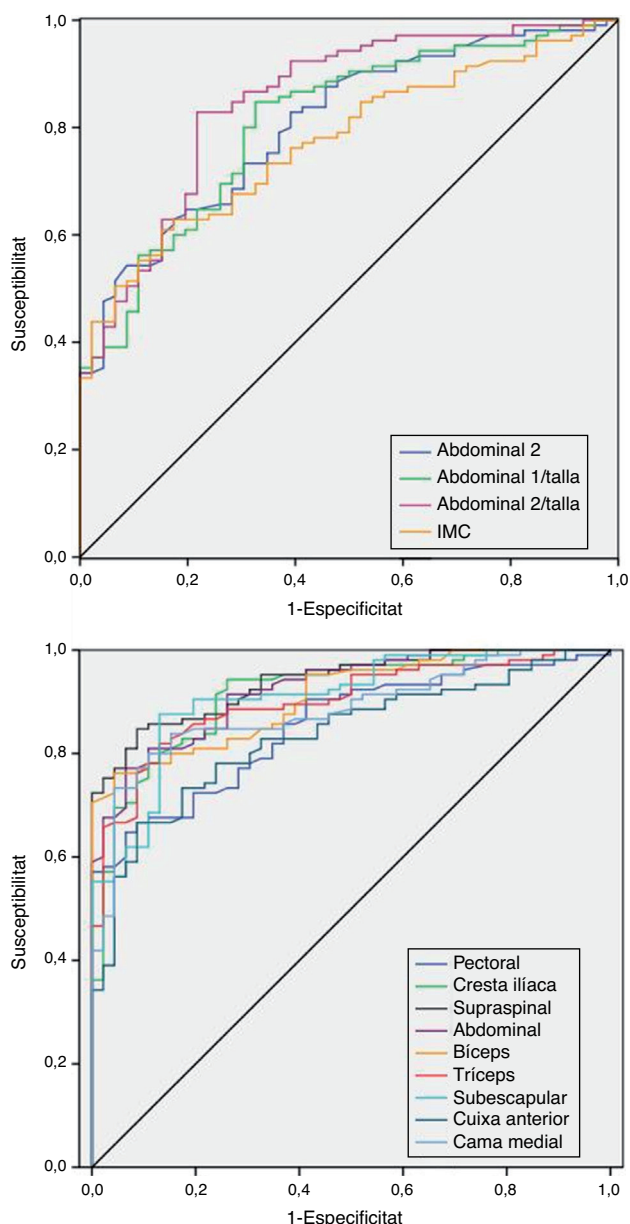 1,0
0,8
0,6
0,4
0,2
0,0
Susceptibilitat
Abdominal 2
Abdominal 1/talla
Abdominal 2/talla
IMC
0,0 0,2 0,4 0,6 0,8 1,0
1-Especificitat
1,0
0,8
0,6
0,4
0,2
0,0
Susceptibilitat
Pectoral
Cresta ilíaca
Supraspinal
Abdominal
Bíceps
Tríceps
Subescapular
Cuixa anterior
Cama medial
0,0 0,2 0,4 0,6 0,8 1,0
1-Especificitat